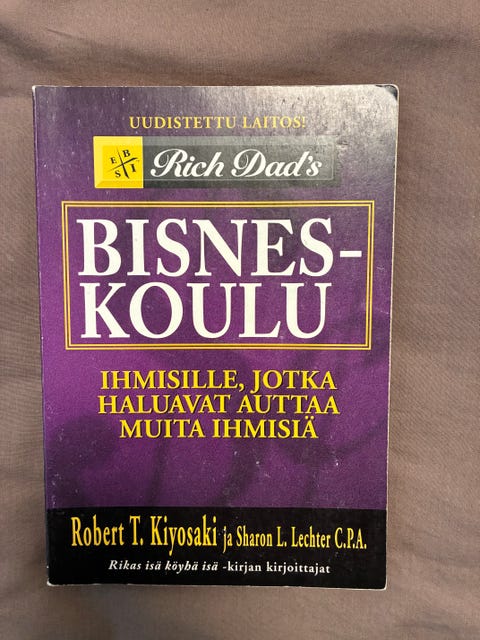 UUDISTETTU LAITOS!
E B S I Rich Dad's
BISNES-
KOULU
IHMISILLE, JOTKA
HALUAVAT AUTTAA
MUITA IHMISIÄ
Robert T. Kiyosaki ja Sharon L. Lechter C.P.A.
Rikas isä köyhä isä -kirjan kirjoittajat